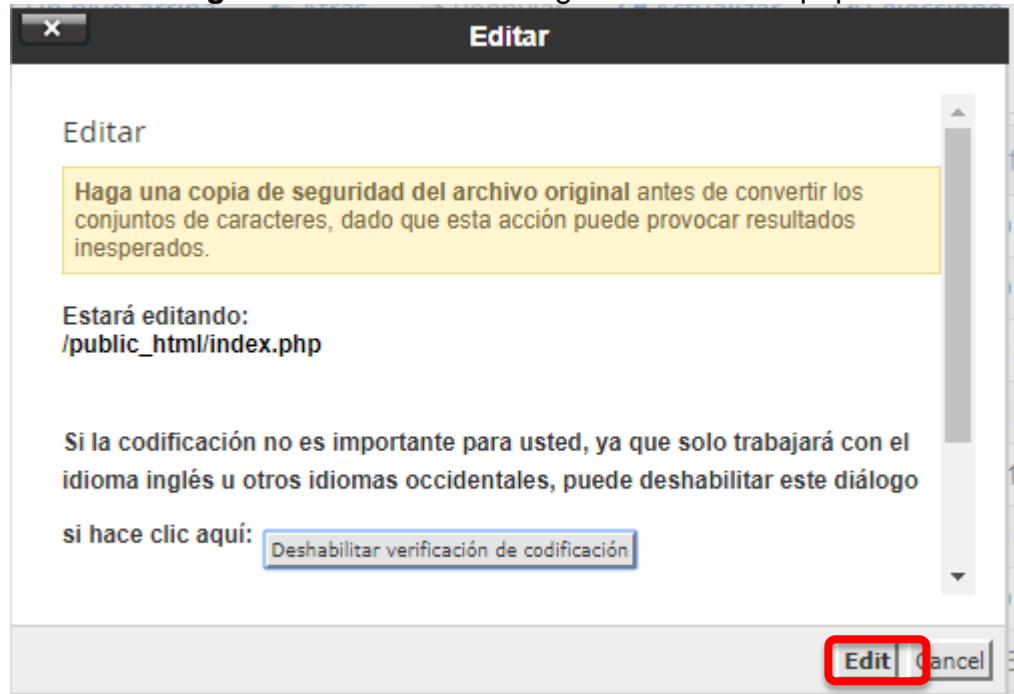 Editar
Editar
Haga una copia de seguridad del archivo original antes de convertir los
conjuntos de caracteres, dado que esta acción puede provocar resultados
inesperados.
Estará editando:
/public_html/index.php
Si la codificación no es importante para usted, ya que solo trabajará con el
idioma inglés u otros idiomas occidentales, puede deshabilitar este diálogo
si hace clic aquí: Deshabilitar verificación de codificación
Edit Cancel